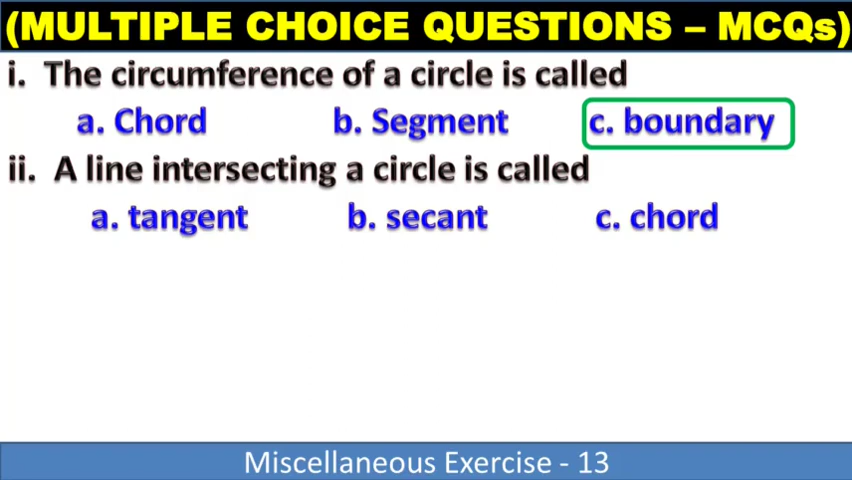 (MULTIPLE CHOICE QUESTIONS – MCQs)
i. The circumference of a circle is called
a. Chord b. Segment c. boundary
ii. A line intersecting a circle is called
a. tangent b. secant c. chord
Miscellaneous Exercise - 13